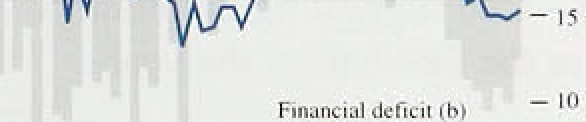 – 15
– 10
Financial deficit (b)